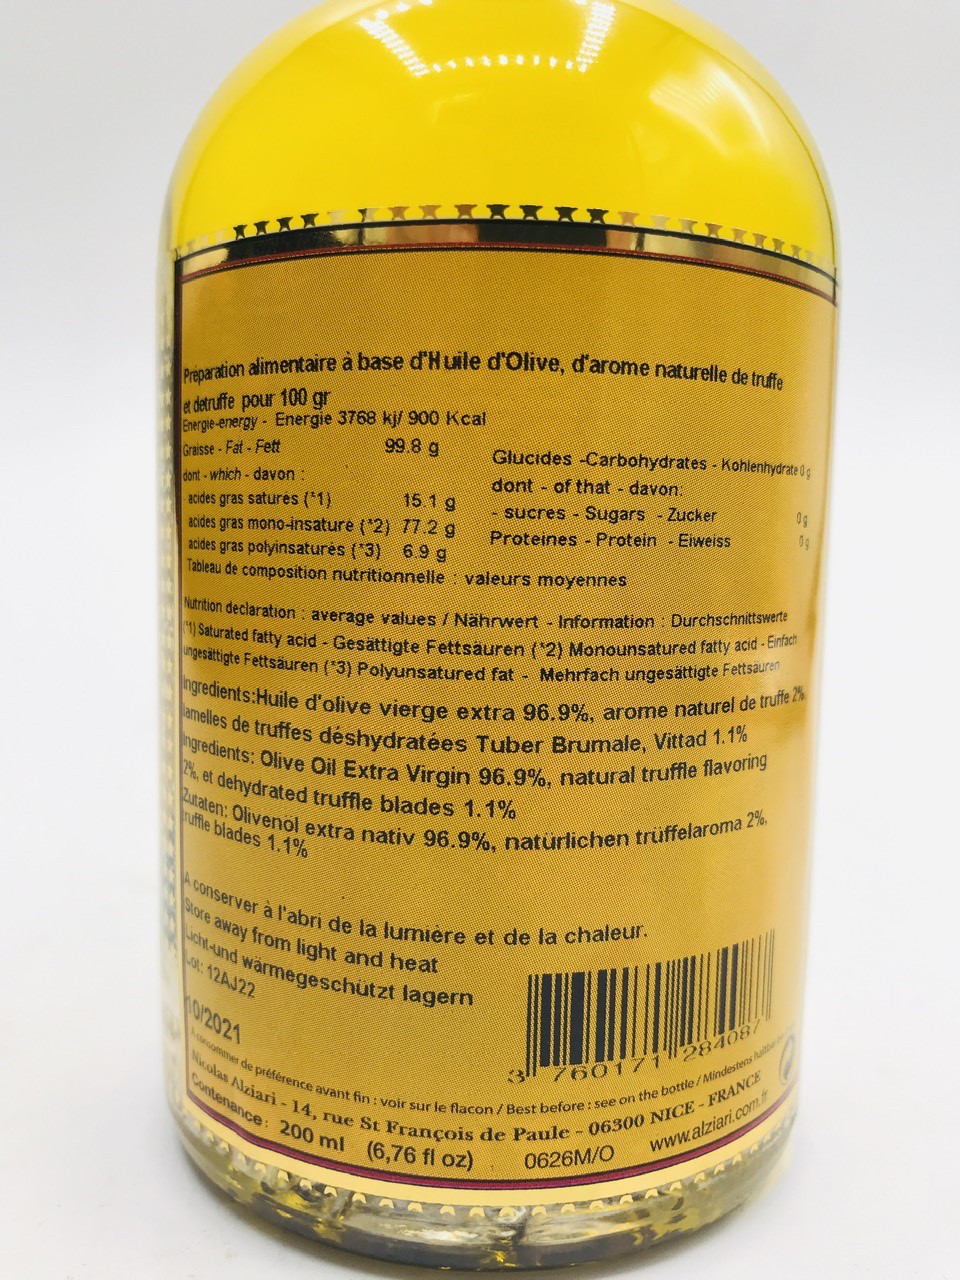 Préparation alimentaire à base d'Huile d'Olive, d'arome naturelle de truffe
et detruffe pour 100 gr
Energie-energy - Energie 3768 kj/ 900 Kcal
Graisse - Fat - Fett 99.8 g
dont - which - davon :
acides gras satures (*1) 15.1 g
acides gras mono-insature (*2) 77.2 g
acides gras polyinsaturés (*3) 6.9 g
Glucides -Carbohydrates - Kohlenhydrate 0 g
dont - of that - davon:
- sucres - Sugars - Zucker 0 g
Proteines - Protein - Eiweiss 0 g
Tableau de composition nutritionnelle : valeurs moyennes
Nutrition declaration : average values / Nährwert - Information : Durchschnittswerte
(*1) Saturated fatty acid - Gesättigte Fettsäuren (*2) Monounsatured fatty acid - Einfach
ungesättigte Fettsäuren (*3) Polyunsatured fat - Mehrfach ungesättigte Fettsäuren
Ingredients:Huile d'olive vierge extra 96.9%, arome naturel de truffe 2%,
lamelles de truffes déshydratées Tuber Brumale, Vittad 1.1%
Ingredients: Olive Oil Extra Virgin 96.9%, natural truffle flavoring
2%, et dehydrated truffle blades 1.1%
Zutaten: Olivenöl extra nativ 96.9%, natürlichen trüffelaroma 2%,
truffle blades 1.1%
A conserver à l'abri de la lumière et de la chaleur.
Store away from light and heat
Licht-und wärmegeschützt lagern
Lot: 12AJ22
10/2021
3 760171 284087
A consommer de préférence avant fin : voir sur le flacon / Best before : see on the bottle / Mindestens haltbar
Nicolas Alziari - 14, rue St François de Paule - 06300 NICE - FRANCE
Contenance : 200 ml (6,76 fl oz) 0626M/O www.alziari.com.fr